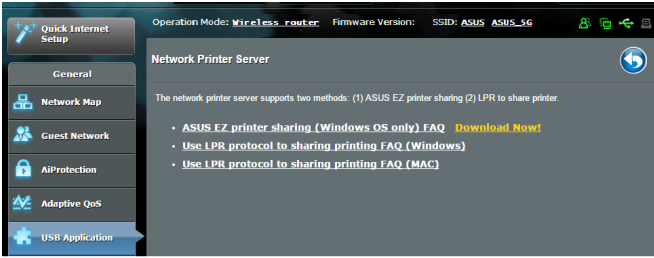 Operation Mode: Wireless router Firmware Version: SSID: ASUS ASUS_5G
Quick Internet
Setup
General
Network Map
Guest Network
AiProtection
Adaptive QoS
USB Application
Network Printer Server
The network printer server supports two methods: (1) ASUS EZ printer sharing (2) LPR to share printer.
ASUS EZ printer sharing (Windows OS only) FAQ Download Now!
Use LPR protocol to sharing printing FAQ (Windows)
Use LPR protocol to sharing printing FAQ (MAC)